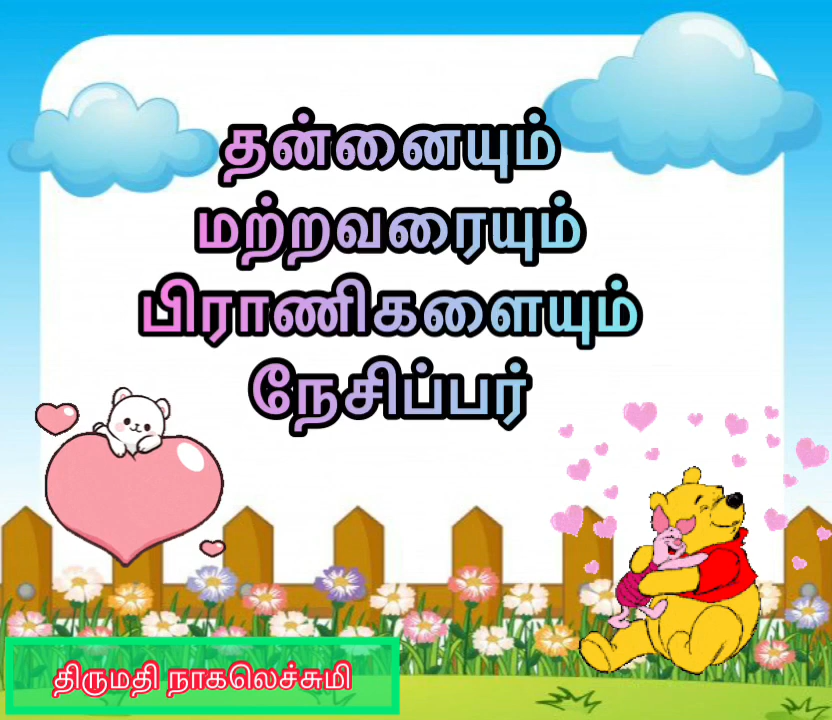 தன்னையும்
மற்றவரையும்
பிராணிகளையும்
நேசிப்பர்
திருமதி நாகலெச்சுமி